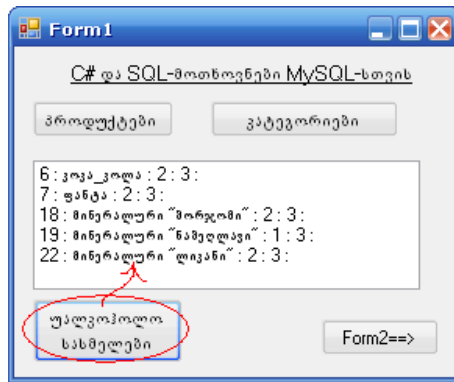 Form1
C# და SQL-მოთხოვნები MySQL-სთვის
პროდუქტები
კატეგორიები
6 : კოკა_კოლა : 2 : 3 :
7 : ფანტა : 2 : 3 :
18 : მინერალური "ბორჯომი" : 2 : 3 :
19 : მინერალური "ნაბეღლავი" : 1 : 3 :
22 : მინერალური "ლიკანი" : 2 : 3 :
უალკოჰოლო
სასმელები
Form2==>